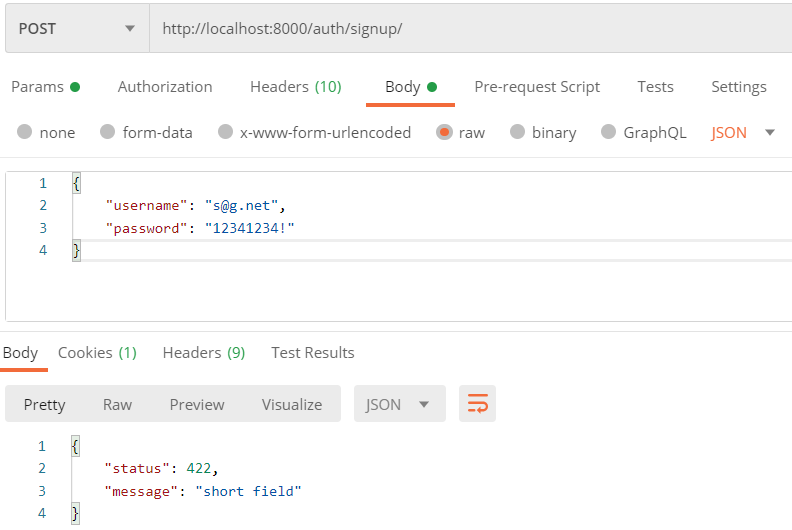 POST http://localhost:8000/auth/signup/
Params Authorization Headers (10) Body Pre-request Script Tests Settings
none form-data x-www-form-urlencoded raw binary GraphQL JSON
1 {
2 "username": "s@g.net",
3 "password": "12341234!"
4 }
Body Cookies (1) Headers (9) Test Results
Pretty Raw Preview Visualize JSON
1 {
2 "status": 422,
3 "message": "short field"
4 }